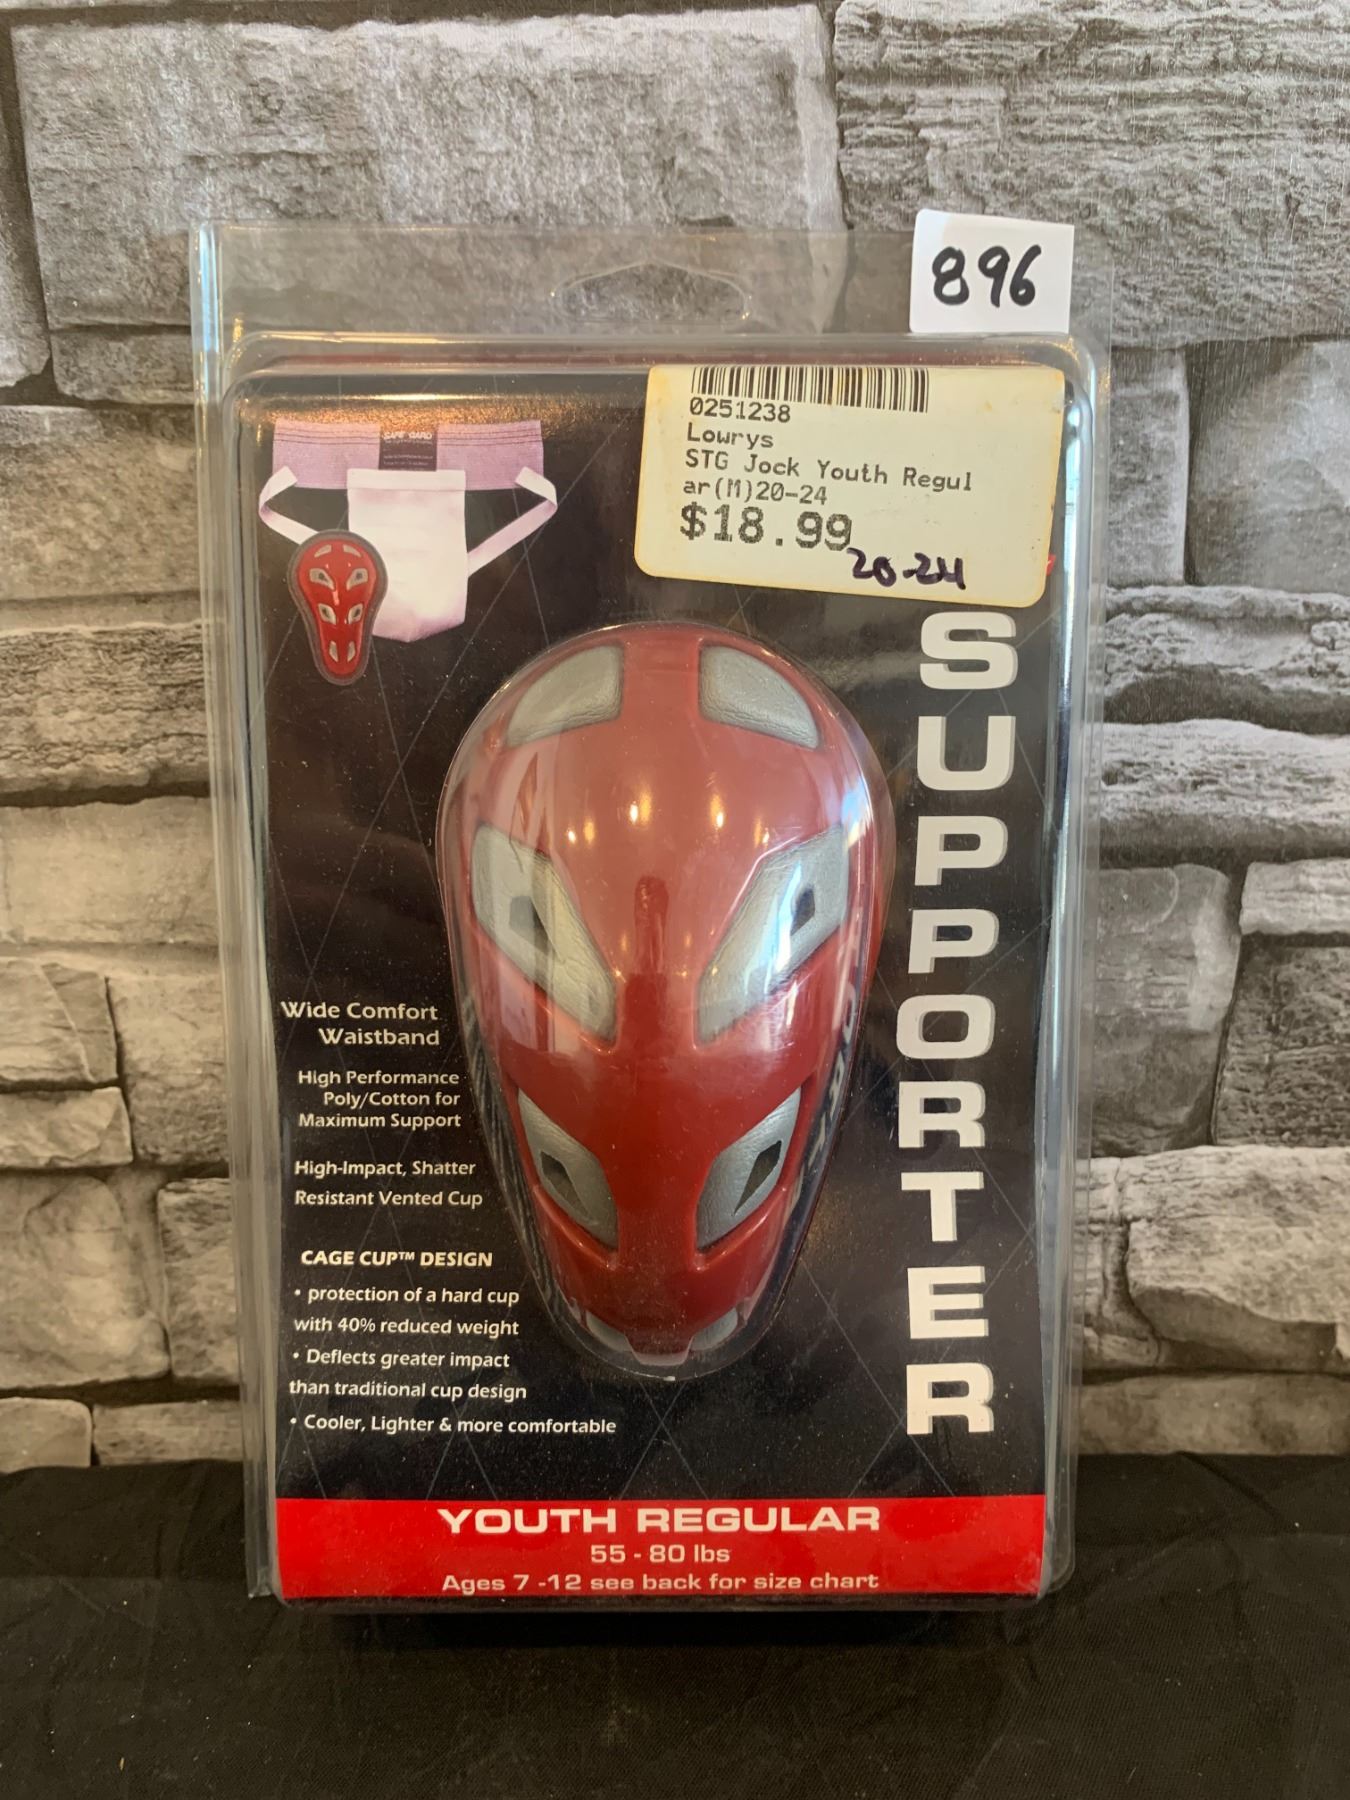 896
0251238
Lowrys
STG Jock Youth Regul
ar(M)20-24
$18.99
20-24
SAFE GARD
SUPPORTER
Wide Comfort
Waistband
High Performance
Poly/Cotton for
Maximum Support
High-Impact, Shatter
Resistant Vented Cup
CAGE CUP™ DESIGN
• protection of a hard cup
with 40% reduced weight
• Deflects greater impact
than traditional cup design
• Cooler, Lighter & more comfortable
YOUTH REGULAR
55 - 80 lbs
Ages 7 -12 see back for size chart